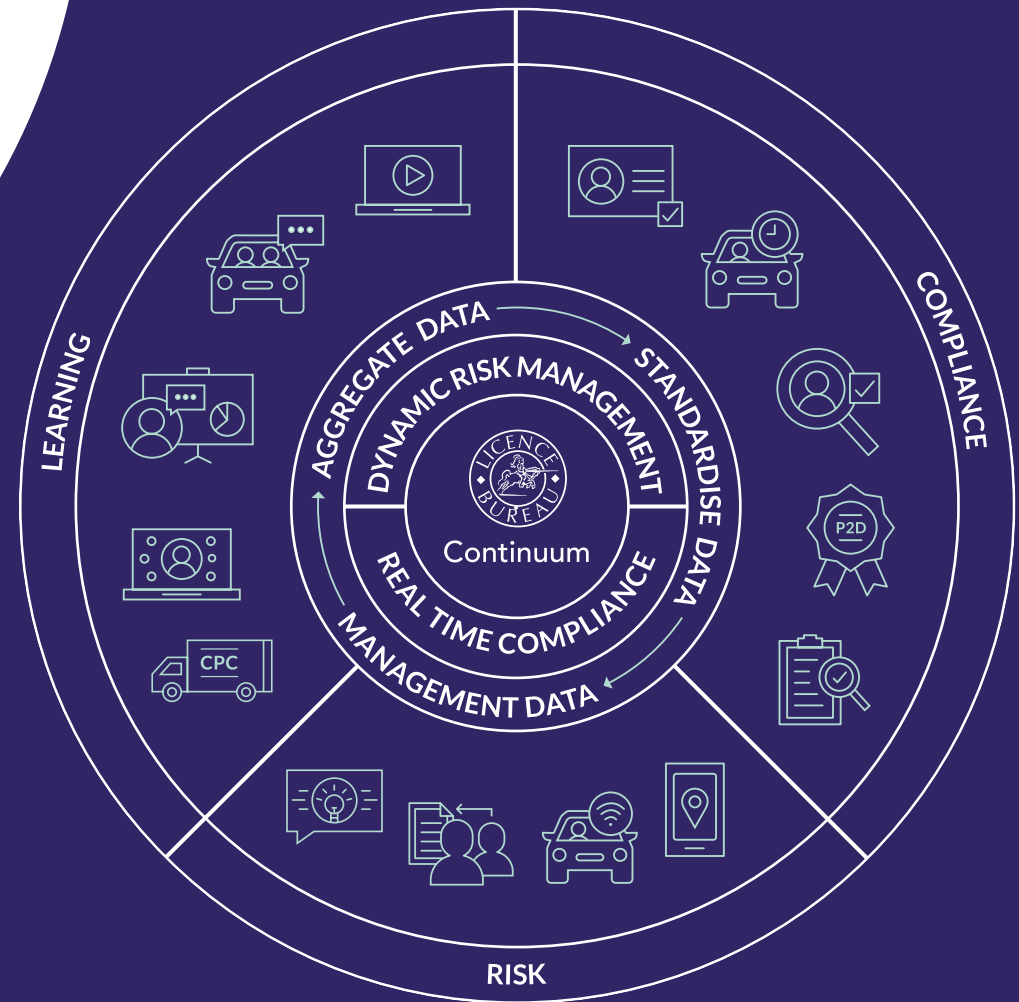 LEARNING
COMPLIANCE
RISK
AGGREGATE DATA
STANDARDISE DATA
MANAGEMENT DATA
DYNAMIC RISK MANAGEMENT
REAL TIME COMPLIANCE
LICENCE
BUREAU
Continuum
P2D
CPC